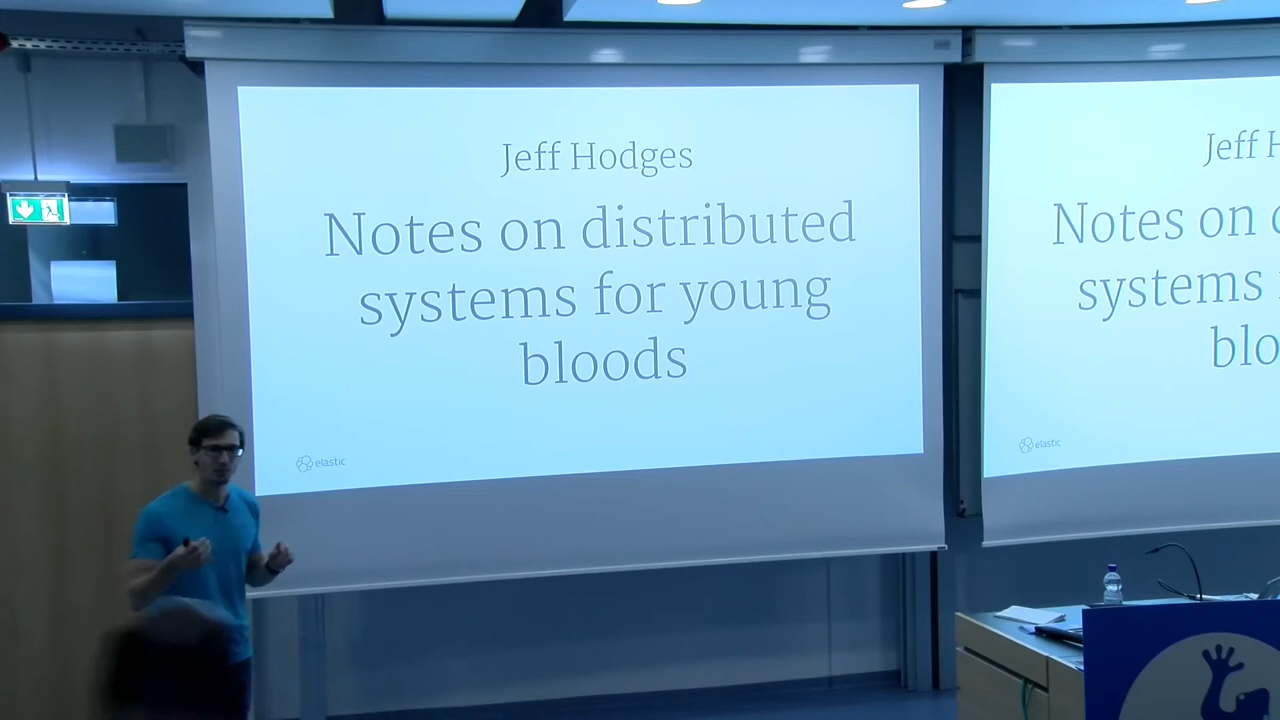 Jeff Hodges
Notes on distributed
systems for young
bloods
elastic
Jeff H
Notes on
systems
blo
elastic